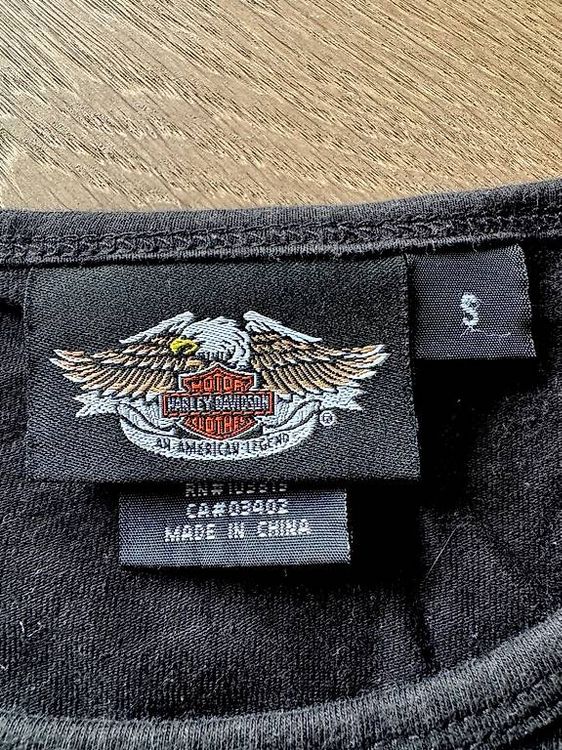 S
MOTOR
HARLEY-DAVIDSON
CLOTHES
®
AN AMERICAN LEGEND
CA#03402
MADE IN CHINA